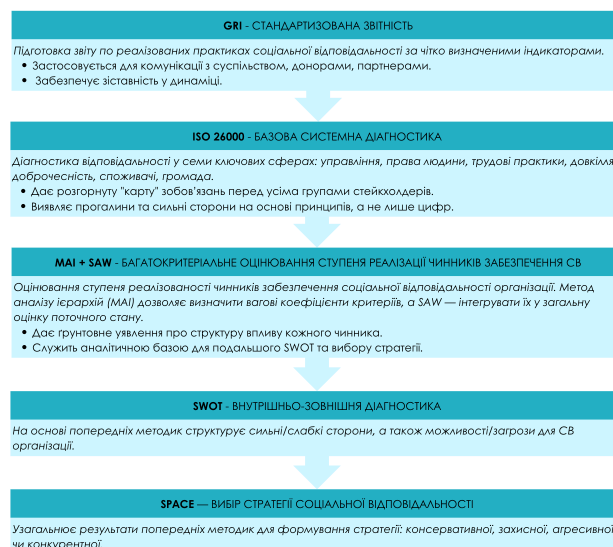 GRI - СТАНДАРТИЗОВАНА ЗВІТНІСТЬ
Підготовка звіту по реалізованих практиках соціальної відповідальності за чітко визначеними індикаторами.
• Застосовується для комунікації з суспільством, донорами, партнерами.
• Забезпечує зіставність у динаміці.
ISO 26000 - БАЗОВА СИСТЕМНА ДІАГНОСТИКА
Діагностика відповідальності у семи ключових сферах: управління, права людини, трудові практики, довкілля,
доброчесність, споживачі, громада.
• Дає розгорнуту "карту" зобов’язань перед усіма групами стейкхолдерів.
• Виявляє прогалини та сильні сторони на основі принципів, а не лише цифр.
МАІ + SAW - БАГАТОКРИТЕРІАЛЬНЕ ОЦІНЮВАННЯ СТУПЕНЯ РЕАЛІЗАЦІЇ ЧИННИКІВ ЗАБЕЗПЕЧЕННЯ СВ
Оцінювання ступеня реалізованості чинників забезпечення соціальної відповідальності організації. Метод
аналізу ієрархій (МАІ) дозволяє визначити вагові коефіцієнти критеріїв, а SAW — інтегрувати їх у загальну
оцінку поточного стану.
• Дає ґрунтовне уявлення про структуру впливу кожного чинника.
• Служить аналітичною базою для подальшого SWOT та вибору стратегії.
SWOT - ВНУТРІШНЬО-ЗОВНІШНЯ ДІАГНОСТИКА
На основі попередніх методик структурує сильні/слабкі сторони, а також можливості/загрози для СВ
організації.
SPACE — ВИБІР СТРАТЕГІЇ СОЦІАЛЬНОЇ ВІДПОВІДАЛЬНОСТІ
Узагальнює результати попередніх методик для формування стратегії: консервативної, захисної, агресивної
чи конкурентної.